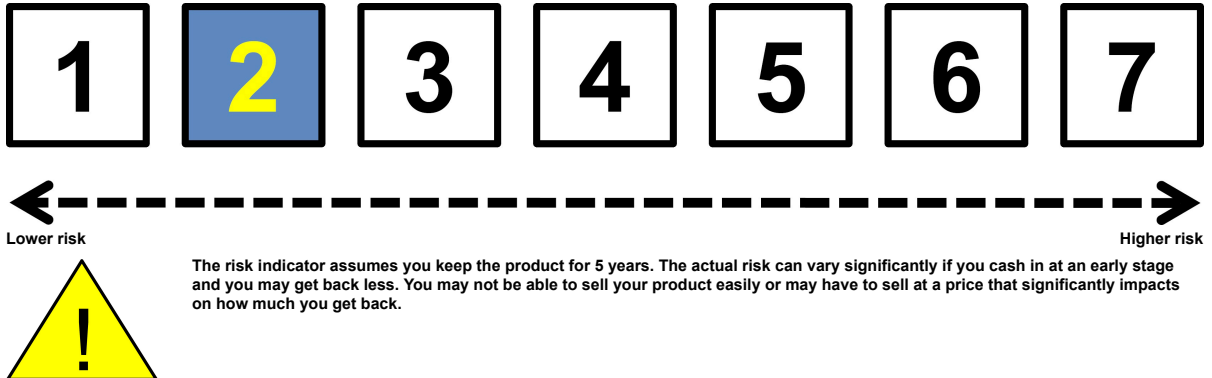 1 2 3 4 5 6 7
Lower risk Higher risk
The risk indicator assumes you keep the product for 5 years. The actual risk can vary significantly if you cash in at an early stage
and you may get back less. You may not be able to sell your product easily or may have to sell at a price that significantly impacts
on how much you get back.
!